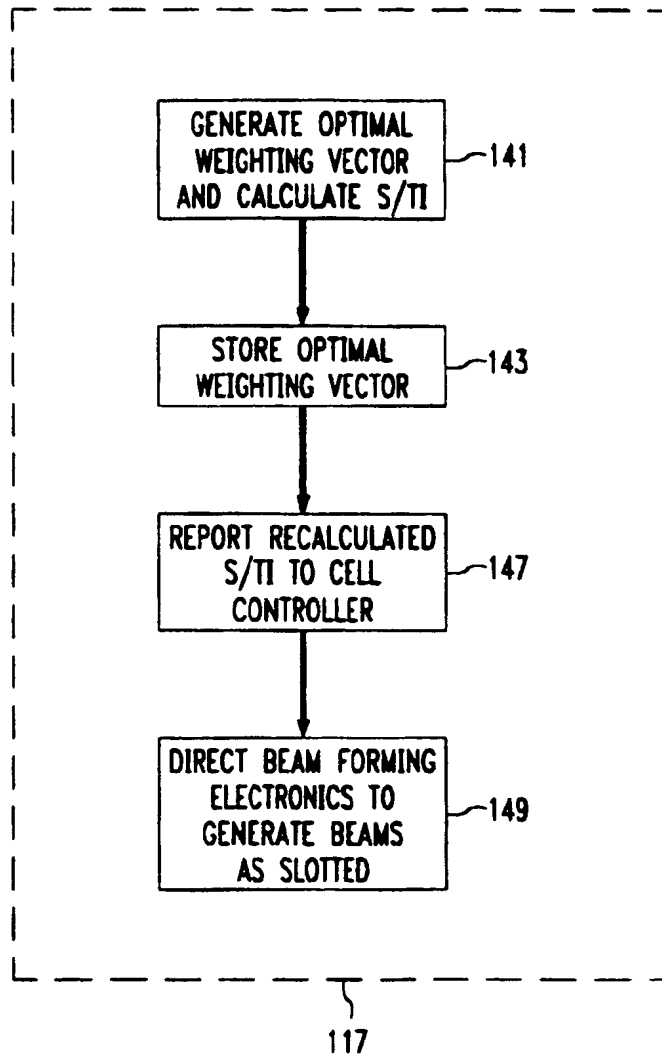 GENERATE OPTIMAL
WEIGHTING VECTOR
AND CALCULATE S/TI
141
STORE OPTIMAL
WEIGHTING VECTOR
143
REPORT RECALCULATED
S/TI TO CELL
CONTROLLER
147
DIRECT BEAM FORMING
ELECTRONICS TO
GENERATE BEAMS
AS SLOTTED
149
117